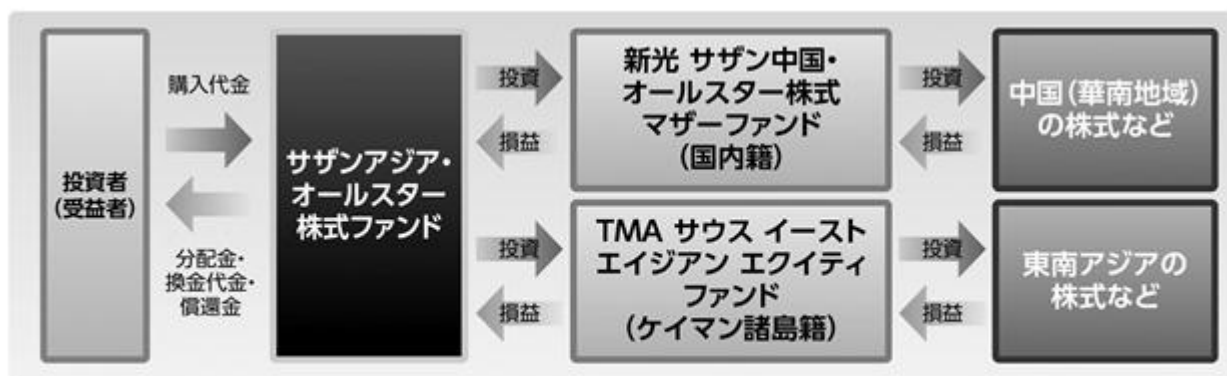 投資者
(受益者)
購入代金
分配金・
換金代金・
償還金
サザンアジア・
オールスター
株式ファンド
投資
損益
新光 サザン中国・
オールスター株式
マザーファンド
(国内籍)
投資
損益
中国(華南地域)
の株式など
投資
損益
TMA サウス イースト
エイジアン エクイティ
ファンド
(ケイマン諸島籍)
投資
損益
東南アジアの
株式など